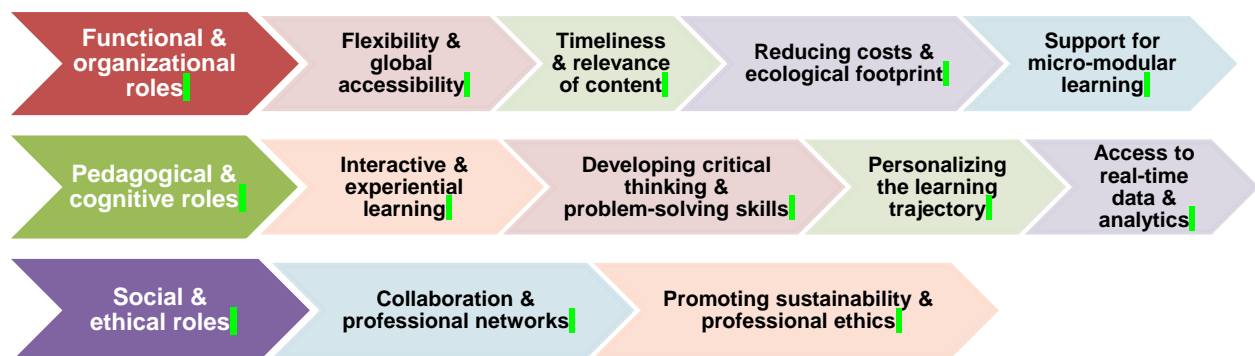 Functional &
organizational
roles
Flexibility &
global
accessibility
Timeliness
& relevance
of content
Reducing costs &
ecological footprint
Support for
micro-modular
learning
Pedagogical &
cognitive roles
Interactive &
experiential
learning
Developing critical
thinking &
problem-solving skills
Personalizing
the learning
trajectory
Access to
real-time
data &
analytics
Social &
ethical roles
Collaboration &
professional networks
Promoting sustainability &
professional ethics